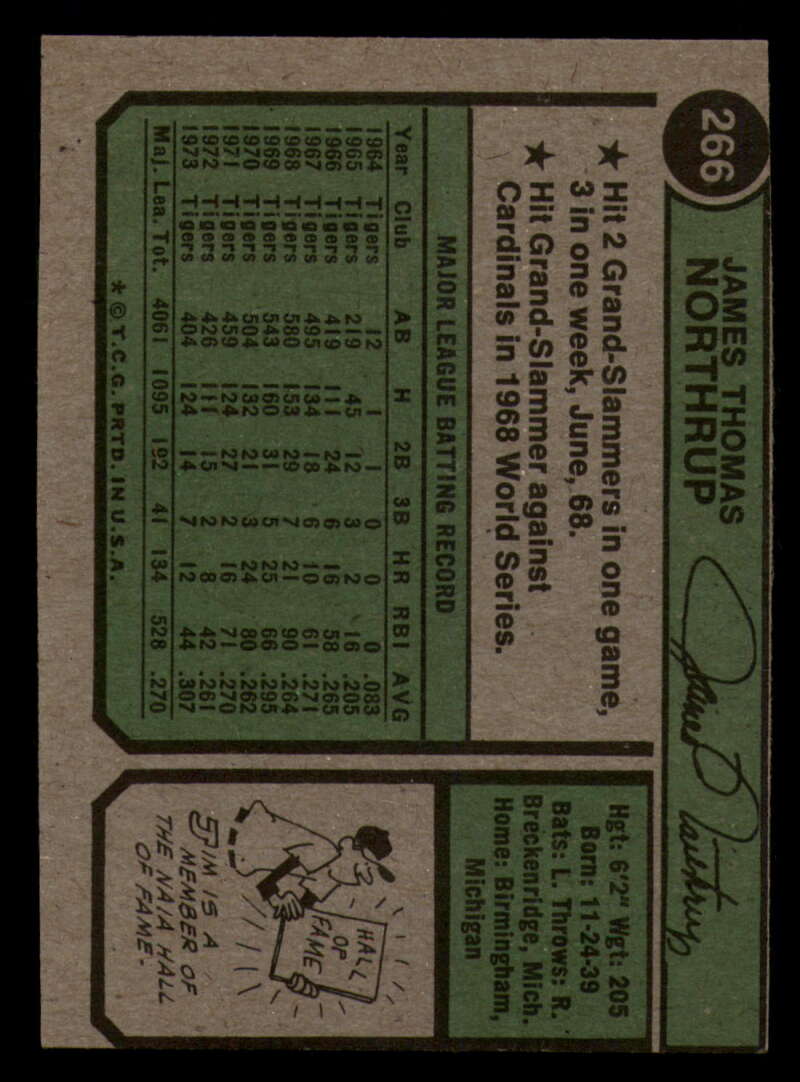 266
JAMES THOMAS
NORTHRUP
James Northrup
★ Hit 2 Grand-Slammers in one game,
3 in one week, June, 68.
★ Hit Grand-Slammer against
Cardinals in 1968 World Series.
MAJOR LEAGUE BATTING RECORD
Year Club AB H 2B 3B HR RBI AVG
1964 Tigers 12 1 1 0 0 0 .083
1965 Tigers 219 45 12 3 2 16 .205
1966 Tigers 419 111 24 6 16 58 .265
1967 Tigers 495 134 18 6 10 61 .271
1968 Tigers 580 153 29 7 21 90 .264
1969 Tigers 543 160 31 5 25 66 .295
1970 Tigers 504 132 21 3 24 80 .262
1971 Tigers 459 124 27 2 16 71 .270
1972 Tigers 426 111 15 2 8 42 .261
1973 Tigers 404 124 14 7 12 44 .307
Maj. Lea. Tot. 4061 1095 192 41 134 528 .270
* © T.C.G. PRTD. IN U.S.A.
Hgt: 6'2" Wgt: 205
Born: 11-24-39
Bats: L. Throws: R.
Breckenridge, Mich.
Home: Birmingham,
Michigan
HALL
OF
FAME
JIM IS A
MEMBER OF
THE NAIA HALL
OF FAME.